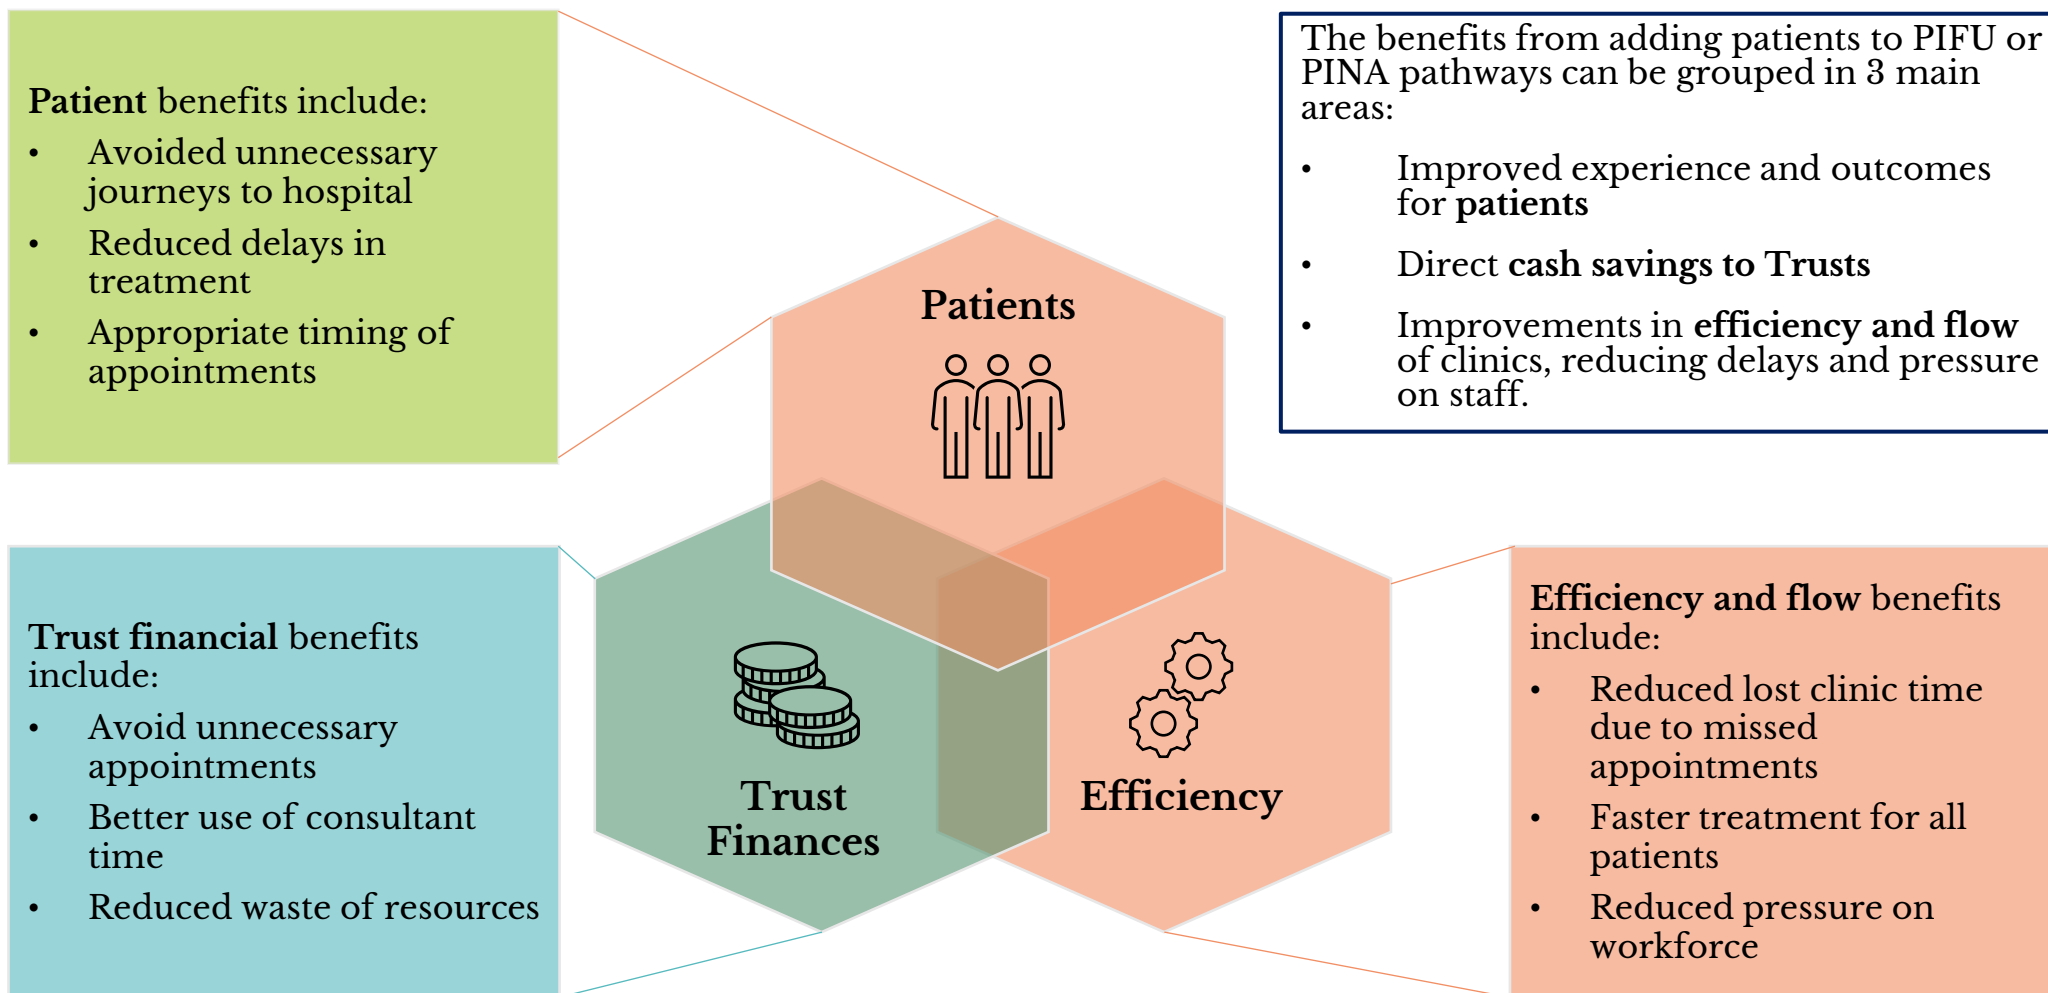 Patient benefits include:
• Avoided unnecessary
journeys to hospital
• Reduced delays in
treatment
• Appropriate timing of
appointments
The benefits from adding patients to PIFU or
PINA pathways can be grouped in 3 main
areas:
• Improved experience and outcomes
for patients
• Direct cash savings to Trusts
• Improvements in efficiency and flow
of clinics, reducing delays and pressure
on staff.
Patients
Trust
Finances
Efficiency
Trust financial benefits
include:
• Avoid unnecessary
appointments
• Better use of consultant
time
• Reduced waste of resources
Efficiency and flow benefits
include:
• Reduced lost clinic time
due to missed
appointments
• Faster treatment for all
patients
• Reduced pressure on
workforce